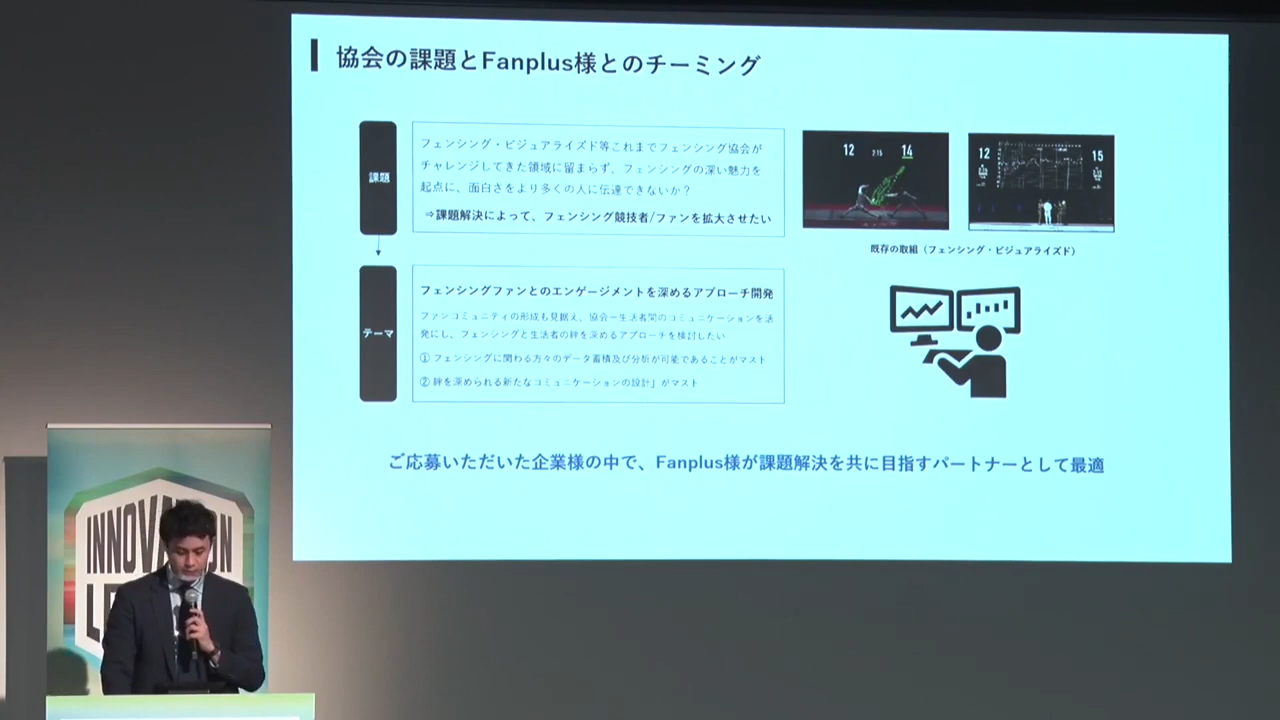 協会の課題とFanplus様とのチーミング
課題
フェンシング・ビジュアライズド等これまでフェンシング協会が
チャレンジしてきた領域に留まらず、フェンシングの深い魅力を
起点に、面白さをより多くの人に伝達できないか？
⇒課題解決によって、フェンシング競技者/ファンを拡大させたい
12
2:15
14
12
15
既存の取組（フェンシング・ビジュアライズド）
テーマ
フェンシングファンとのエンゲージメントを深めるアプローチ開発
ファンコミュニティの形成も見据え、協会ー生活者間のコミュニケーションを活
発にし、フェンシングと生活者の絆を深めるアプローチを検討したい
① フェンシングに関わる方々のデータ蓄積及び分析が可能であることがマスト
② 絆を深められる新たなコミュニケーションの設計」がマスト
ご応募いただいた企業様の中で、Fanplus様が課題解決を共に目指すパートナーとして最適
INNOVATION